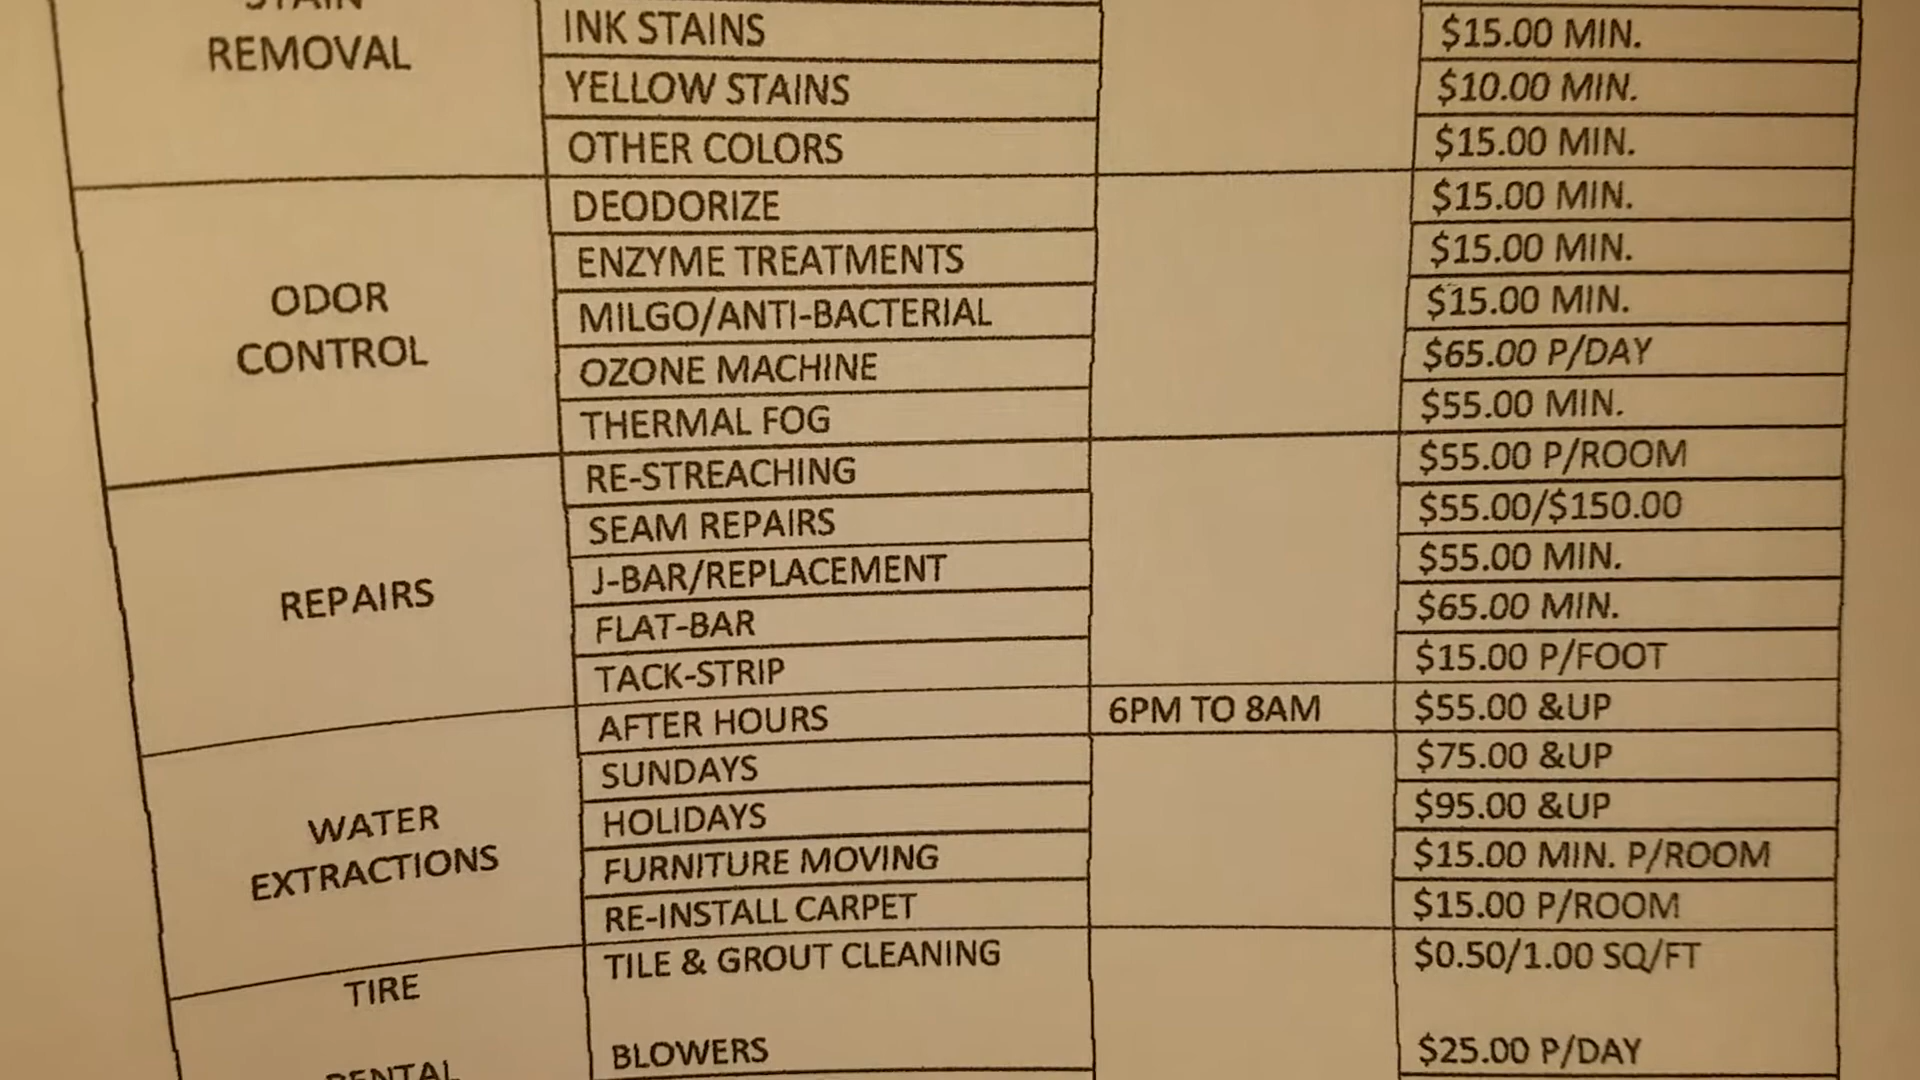 STAIN
REMOVAL
INK STAINS $15.00 MIN.
YELLOW STAINS $10.00 MIN.
OTHER COLORS $15.00 MIN.
ODOR
CONTROL
DEODORIZE $15.00 MIN.
ENZYME TREATMENTS $15.00 MIN.
MILGO/ANTI-BACTERIAL $15.00 MIN.
OZONE MACHINE $65.00 P/DAY
THERMAL FOG $55.00 MIN.
REPAIRS
RE-STREACHING $55.00 P/ROOM
SEAM REPAIRS $55.00/$150.00
J-BAR/REPLACEMENT $55.00 MIN.
FLAT-BAR $65.00 MIN.
TACK-STRIP $15.00 P/FOOT
WATER
EXTRACTIONS
AFTER HOURS 6PM TO 8AM $55.00 &UP
SUNDAYS $75.00 &UP
HOLIDAYS $95.00 &UP
FURNITURE MOVING $15.00 MIN. P/ROOM
RE-INSTALL CARPET $15.00 P/ROOM
TIRE
TILE & GROUT CLEANING $0.50/1.00 SQ/FT
RENTAL
BLOWERS $25.00 P/DAY